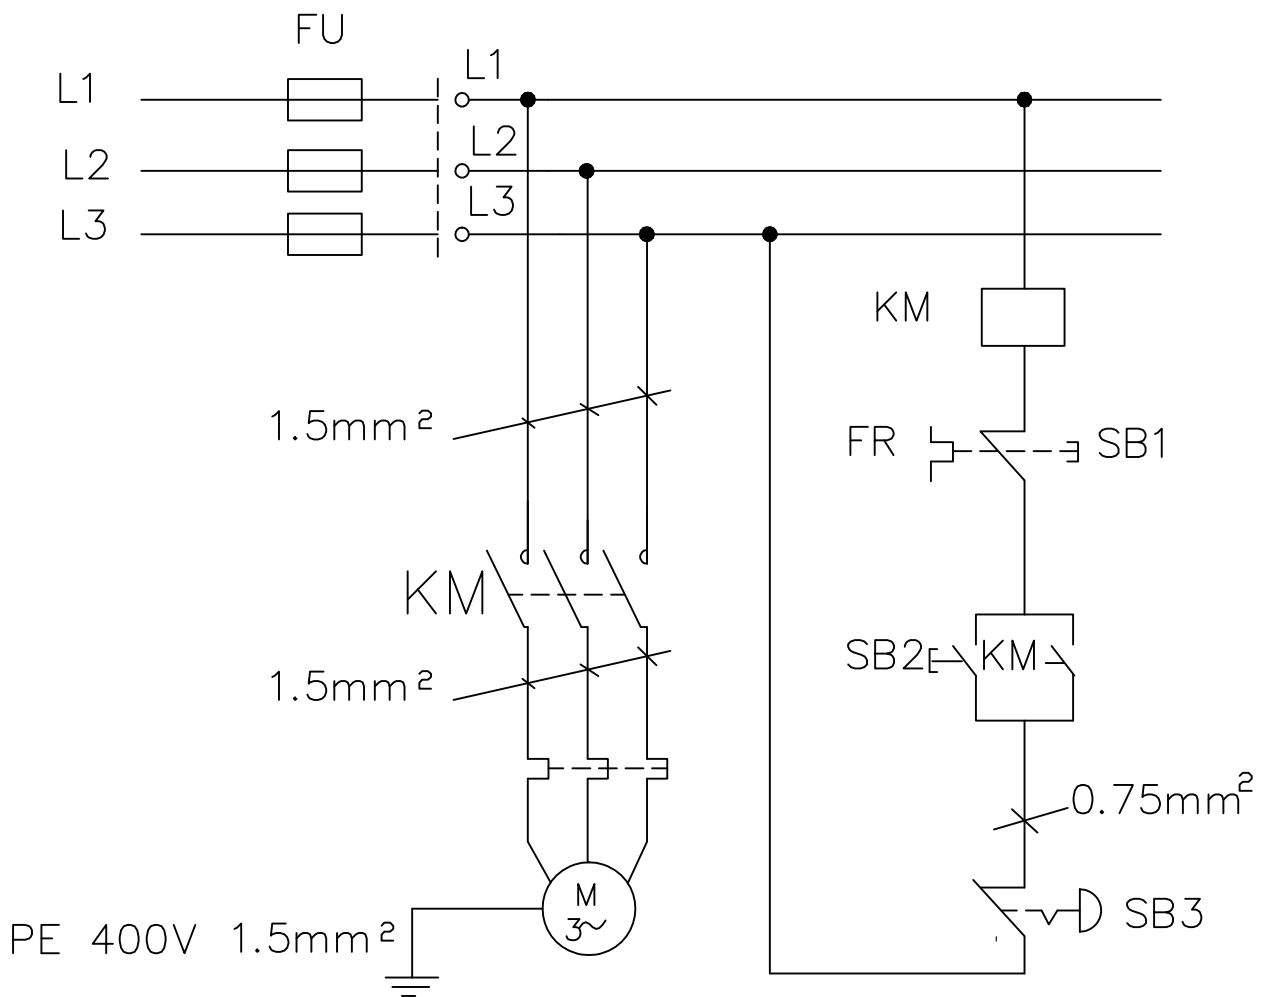 FU
L1
L1
L2
L2
L3
L3
KM
1.5mm²
FR
SB1
KM
SB2
KM
1.5mm²
0.75mm²
M
3~
SB3
PE 400V 1.5mm²